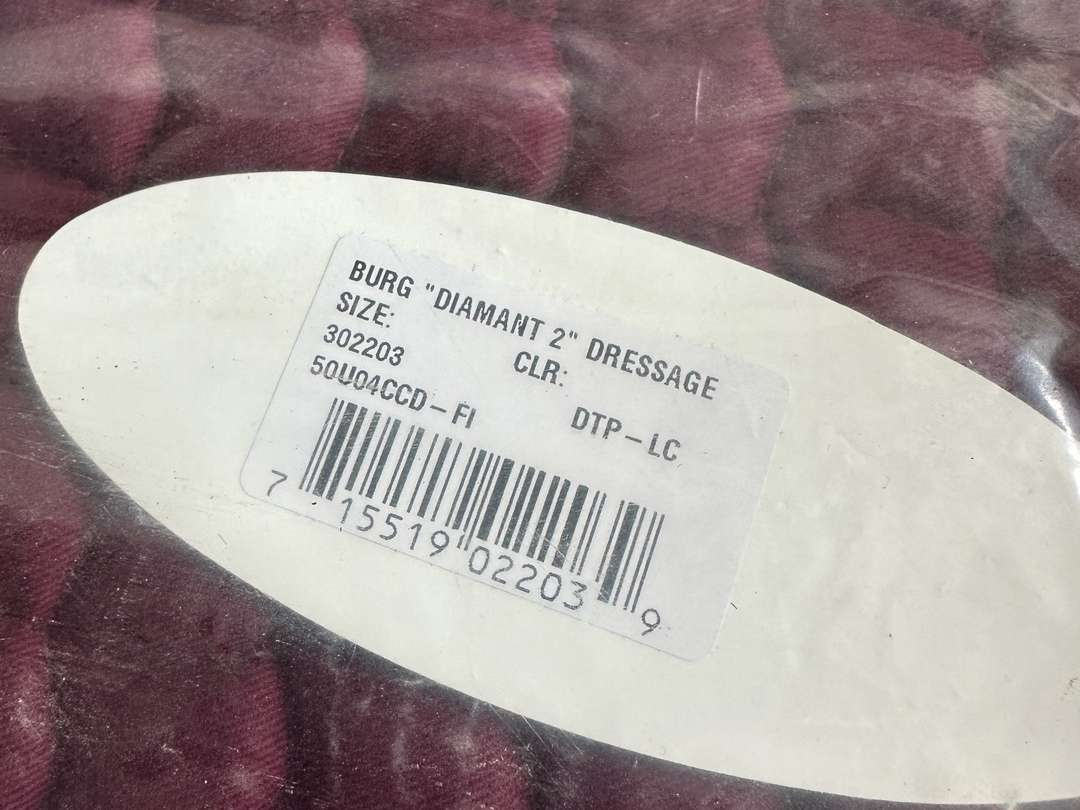 BURG "DIAMANT 2" DRESSAGE
SIZE: CLR:
302203
50U04CCD-FI DTP-LC
7 15519 02203 9